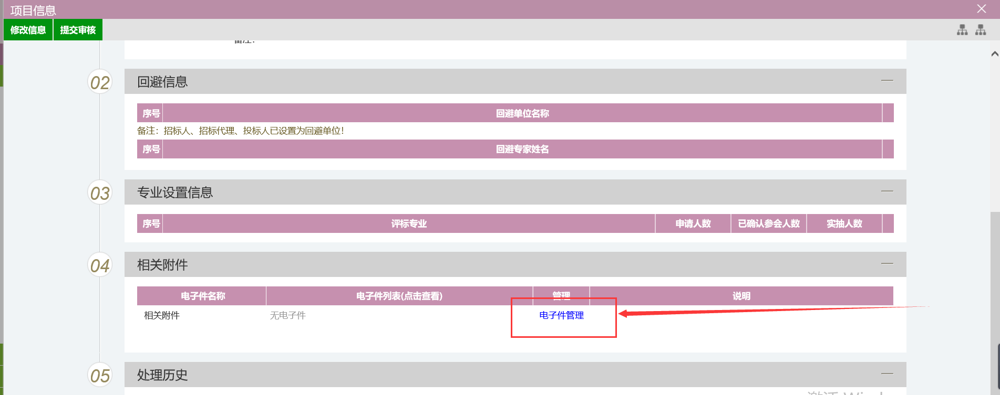 项目信息
修改信息 提交审核
备注：
02 回避信息
序号 回避单位名称
备注：招标人、招标代理、投标人已设置为回避单位！
序号 回避专家姓名
03 专业设置信息
序号 评标专业 申请人数 已确认参会人数 实抽人数
04 相关附件
电子件名称 电子件列表(点击查看) 管理 说明
相关附件 无电子件 电子件管理
05 处理历史